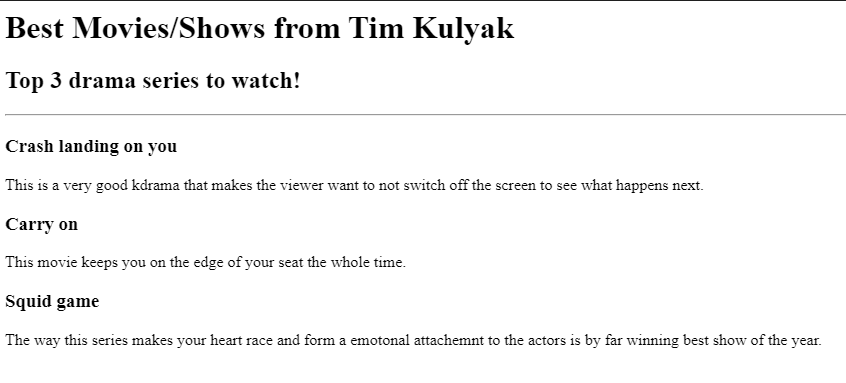 Best Movies/Shows from Tim Kulyak
Top 3 drama series to watch!
Crash landing on you
This is a very good kdrama that makes the viewer want to not switch off the screen to see what happens next.
Carry on
This movie keeps you on the edge of your seat the whole time.
Squid game
The way this series makes your heart race and form a emotonal attachemnt to the actors is by far winning best show of the year.